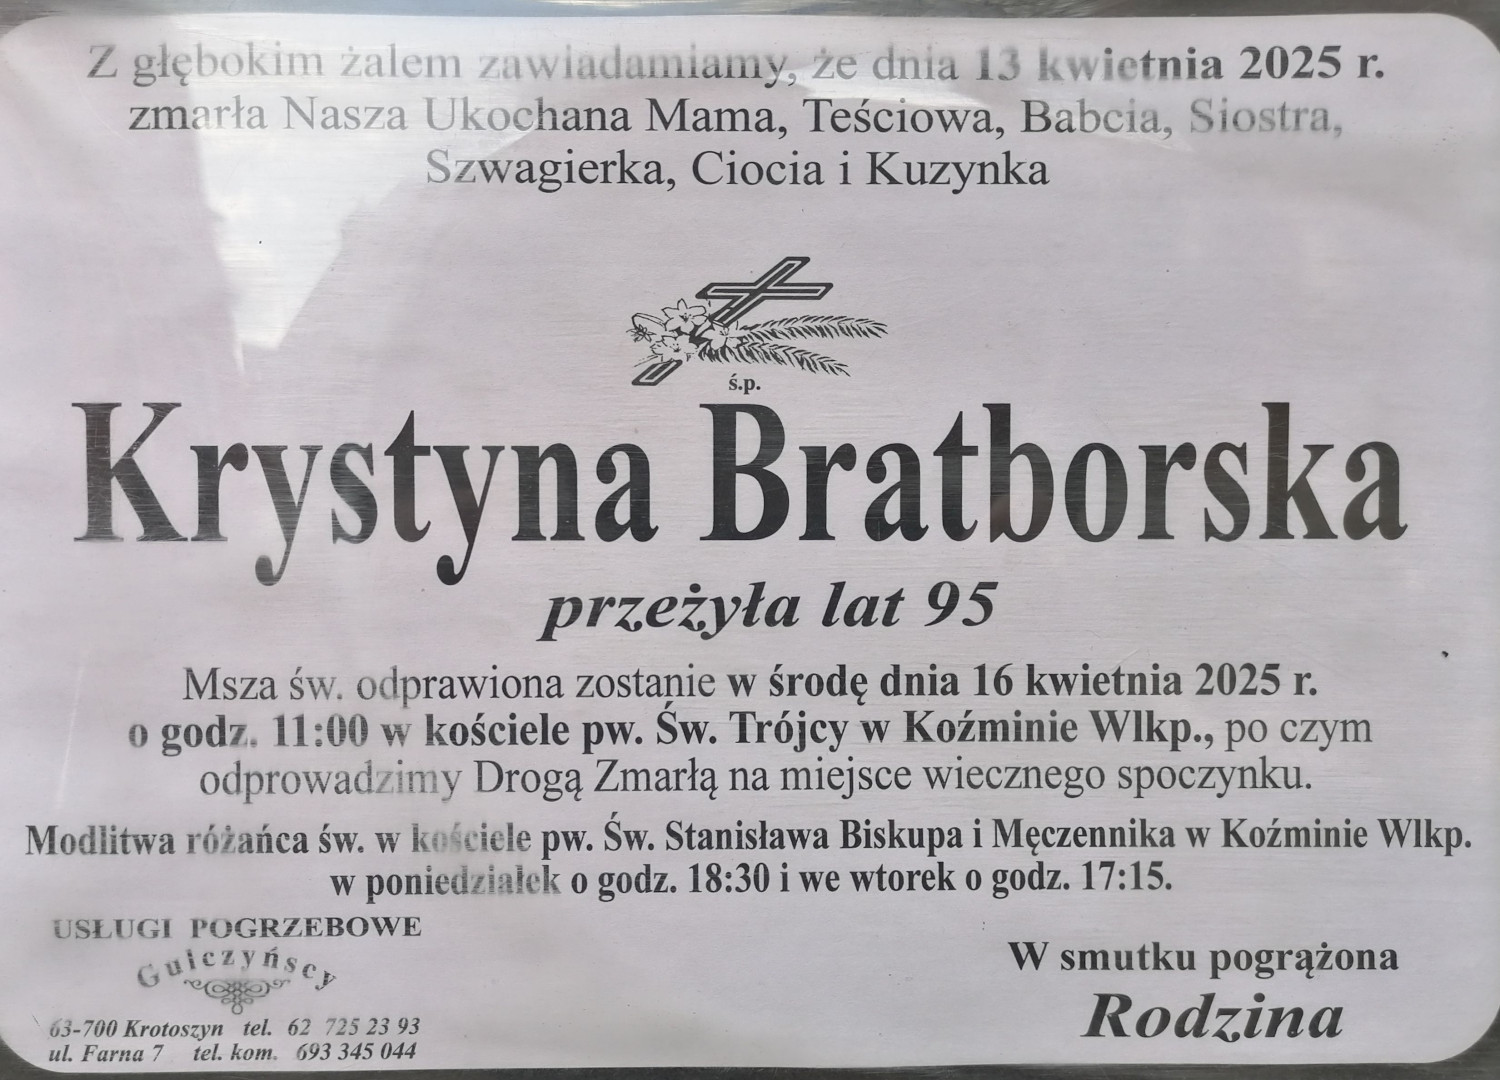 Z głębokim żalem zawiadamiamy, że dnia 13 kwietnia 2025 r.
zmarła Nasza Ukochana Mama, Teściowa, Babcia, Siostra,
Szwagierka, Ciocia i Kuzynka
ś.p.
Krystyna Bratborska
przeżyła lat 95
Msza św. odprawiona zostanie w środę dnia 16 kwietnia 2025 r.
o godz. 11:00 w kościele pw. Św. Trójcy w Koźminie Wlkp., po czym
odprowadzimy Drogą Zmarłą na miejsce wiecznego spoczynku.
Modlitwa różańca św. w kościele pw. Św. Stanisława Biskupa i Męczennika w Koźminie Wlkp.
w poniedziałek o godz. 18:30 i we wtorek o godz. 17:15.
USŁUGI POGRZEBOWE
Gulczyńscy
63-700 Krotoszyn tel. 62 725 23 93
ul. Farna 7 tel. kom. 693 345 044
W smutku pogrążona
Rodzina